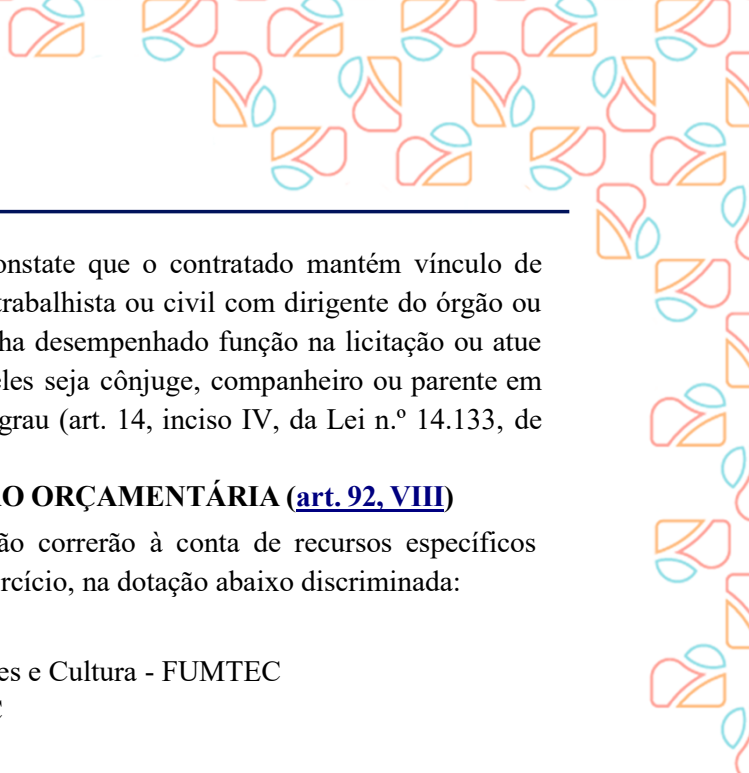 onstate que o contratado mantém vínculo de
trabalhista ou civil com dirigente do órgão ou
ha desempenhado função na licitação ou atue
eles seja cônjuge, companheiro ou parente em
grau (art. 14, inciso IV, da Lei n.º 14.133, de
O ORÇAMENTÁRIA (art. 92, VIII)
ão correrão à conta de recursos específicos
rcício, na dotação abaixo discriminada:
es e Cultura - FUMTEC